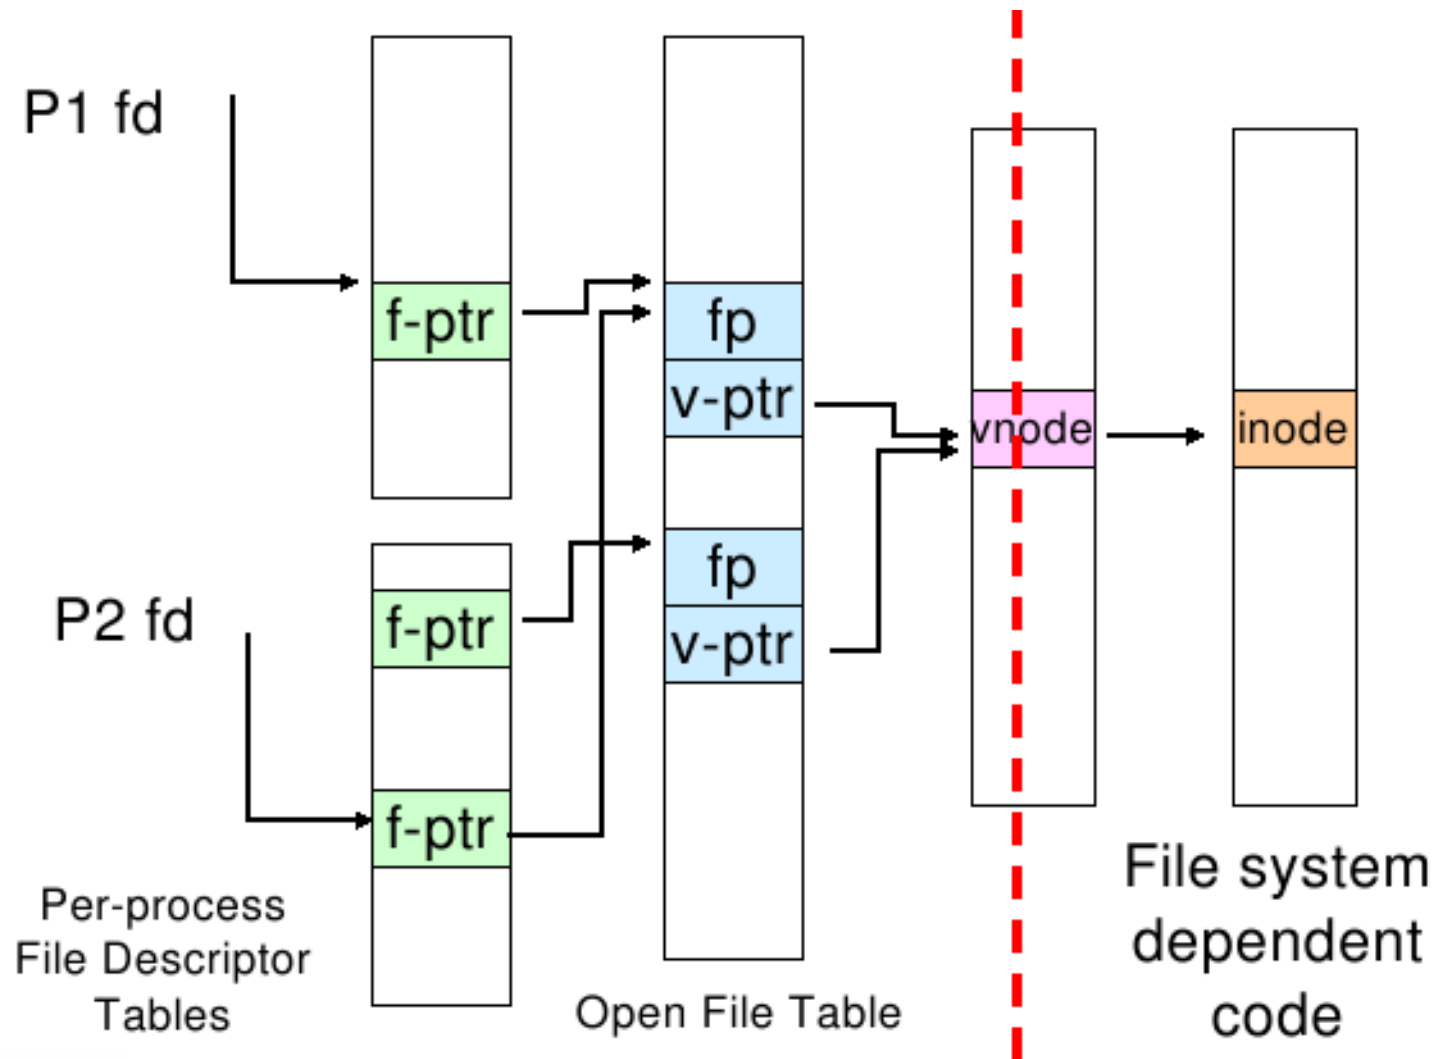 P1 fd
f-ptr
fp
v-ptr
vnode
inode
fp
v-ptr
P2 fd
f-ptr
f-ptr
Per-process
File Descriptor
Tables
Open File Table
File system
dependent
code